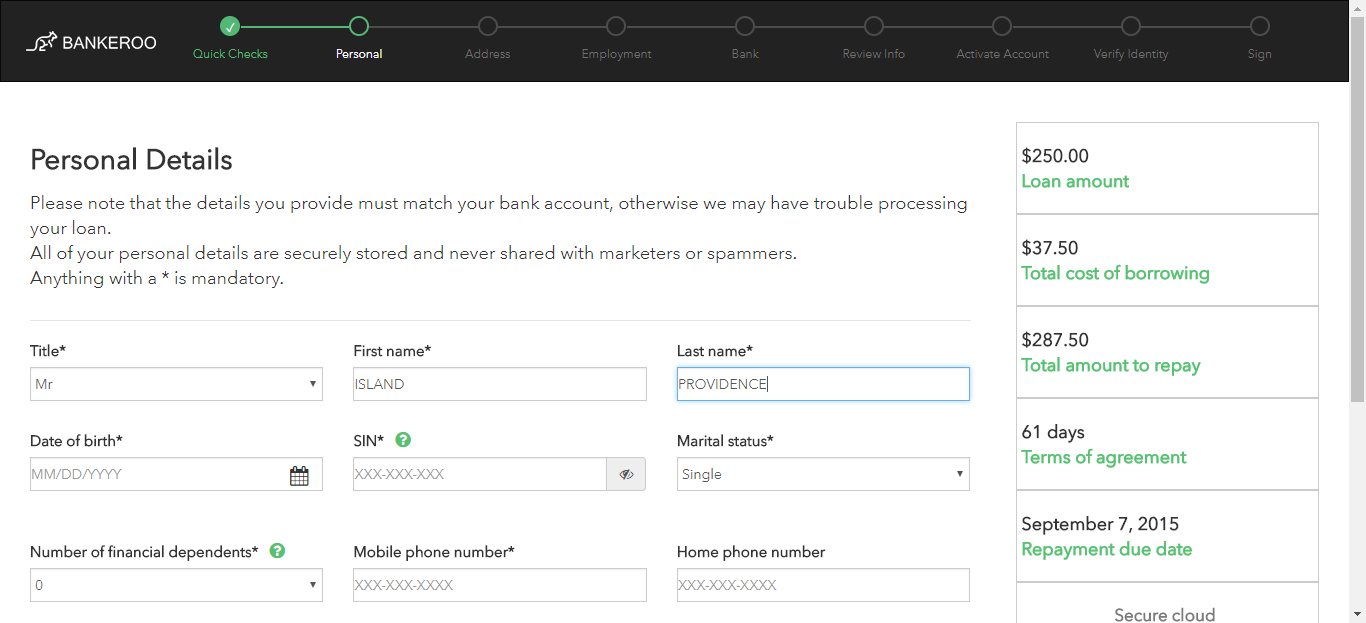 BANKEROO
Quick Checks
Personal
Address
Employment
Bank
Review Info
Activate Account
Verify Identity
Sign
Personal Details
Please note that the details you provide must match your bank account, otherwise we may have trouble processing
your loan.
All of your personal details are securely stored and never shared with marketers or spammers.
Anything with a * is mandatory.
Title*
First name*
Last name*
Mr
ISLAND
PROVIDENCE
Date of birth*
SIN* ?
Marital status*
MM/DD/YYYY
XXX-XXX-XXX
Single
Number of financial dependents* ?
Mobile phone number*
Home phone number
0
XXX-XXX-XXXX
XXX-XXX-XXXX
$250.00
Loan amount
$37.50
Total cost of borrowing
$287.50
Total amount to repay
61 days
Terms of agreement
September 7, 2015
Repayment due date
Secure cloud